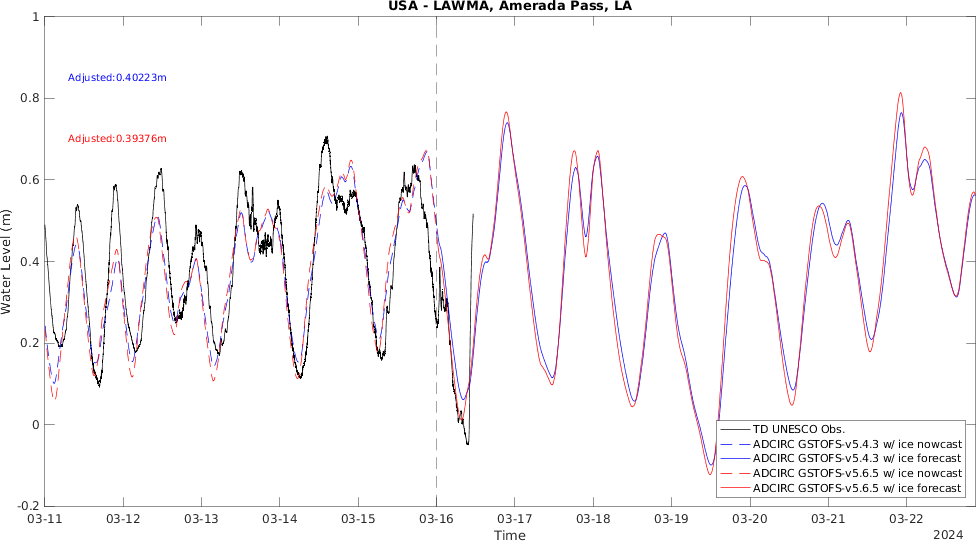 USA - LAWMA, Amerada Pass, LA
1
0.8
0.6
0.4
0.2
0
-0.2
Water Level (m)
Adjusted:0.40223m
Adjusted:0.39376m
TD UNESCO Obs.
ADCIRC GSTOFS-v5.4.3 w/ ice nowcast
ADCIRC GSTOFS-v5.4.3 w/ ice forecast
ADCIRC GSTOFS-v5.6.5 w/ ice nowcast
ADCIRC GSTOFS-v5.6.5 w/ ice forecast
03-11 03-12 03-13 03-14 03-15 03-16 03-17 03-18 03-19 03-20 03-21 03-22
Time
2024